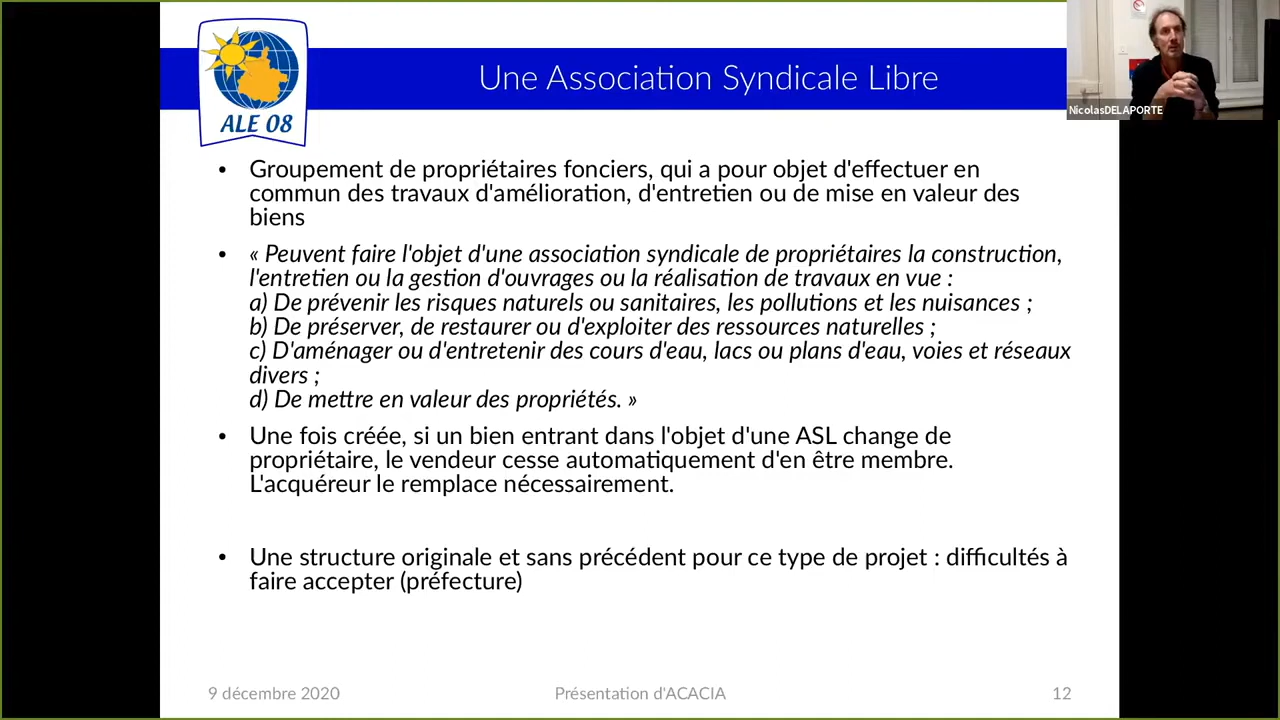 Une Association Syndicale Libre
ALE 08
NicolasDELAPORTE
• Groupement de propriétaires fonciers, qui a pour objet d'effectuer en
commun des travaux d'amélioration, d'entretien ou de mise en valeur des
biens
• « Peuvent faire l'objet d'une association syndicale de propriétaires la construction,
l'entretien ou la gestion d'ouvrages ou la réalisation de travaux en vue :
a) De prévenir les risques naturels ou sanitaires, les pollutions et les nuisances ;
b) De préserver, de restaurer ou d'exploiter des ressources naturelles ;
c) D'aménager ou d'entretenir des cours d'eau, lacs ou plans d'eau, voies et réseaux
divers ;
d) De mettre en valeur des propriétés. »
• Une fois créée, si un bien entrant dans l'objet d'une ASL change de
propriétaire, le vendeur cesse automatiquement d'en être membre.
L'acquéreur le remplace nécessairement.
• Une structure originale et sans précédent pour ce type de projet : difficultés à
faire accepter (préfecture)
9 décembre 2020
Présentation d'ACACIA
12